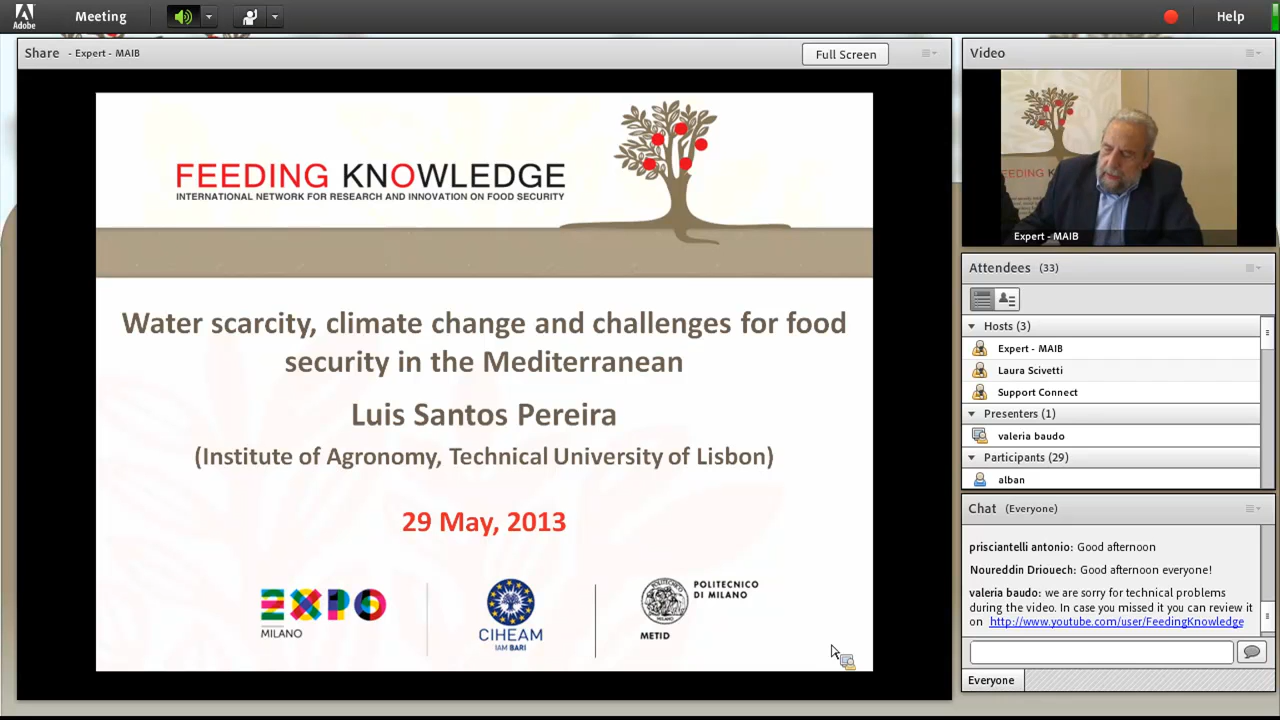 Adobe
Meeting
Help
Share - Expert - MAIB
Full Screen
FEEDING KNOWLEDGE
INTERNATIONAL NETWORK FOR RESEARCH AND INNOVATION ON FOOD SECURITY
Water scarcity, climate change and challenges for food
security in the Mediterranean
Luis Santos Pereira
(Institute of Agronomy, Technical University of Lisbon)
29 May, 2013
EXPO
MILANO
CIHEAM
IAM BARI
POLITECNICO
DI MILANO
METID
Video
FEEDING K
Expert - MAIB
Attendees (33)
Hosts (3)
Expert - MAIB
Laura Scivetti
Support Connect
Presenters (1)
valeria baudo
Participants (29)
alban
Chat (Everyone)
prisciantelli antonio: Good afternoon
Noureddin Driouech: Good afternoon everyone!
valeria baudo: we are sorry for technical problems
during the video. In case you missed it you can review it
on http://www.youtube.com/user/FeedingKnowledge
Everyone